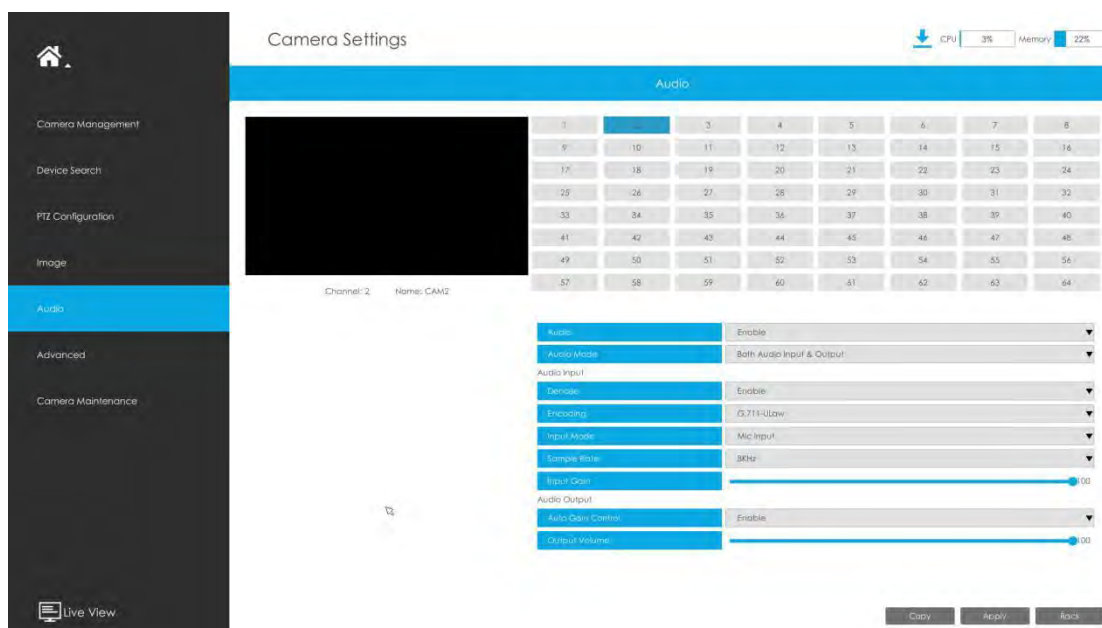 Camera Settings
CPU 3% Memory 22%
Audio
Camera Management
Device Search
PTZ Configuration
Image
Audio
Advanced
Camera Maintenance
Live View
1 2 3 4 5 6 7 8
9 10 11 12 13 14 15 16
17 18 19 20 21 22 23 24
25 26 27 28 29 30 31 32
33 34 35 36 37 38 39 40
41 42 43 44 45 46 47 48
49 50 51 52 53 54 55 56
57 58 59 60 61 62 63 64
Channel: 2 Name: CAM2
Audio Enable
Audio Mode Both Audio Input & Output
Audio Input
Denoise Enable
Encoding G.711-ULaw
Input Mode Mic Input
Sample Rate 8KHz
Input Gain 100
Audio Output
Auto Gain Control Enable
Output Volume 100
Copy Apply